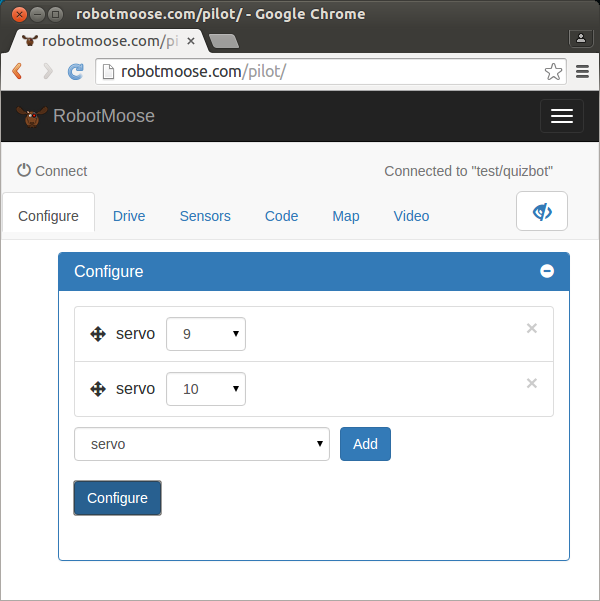 robotmoose.com/pilot/ - Google Chrome
robotmoose.com/pi
robotmoose.com/pilot/
RobotMoose
Connect Connected to "test/quizbot"
Configure Drive Sensors Code Map Video
Configure
servo 9
servo 10
servo Add
Configure